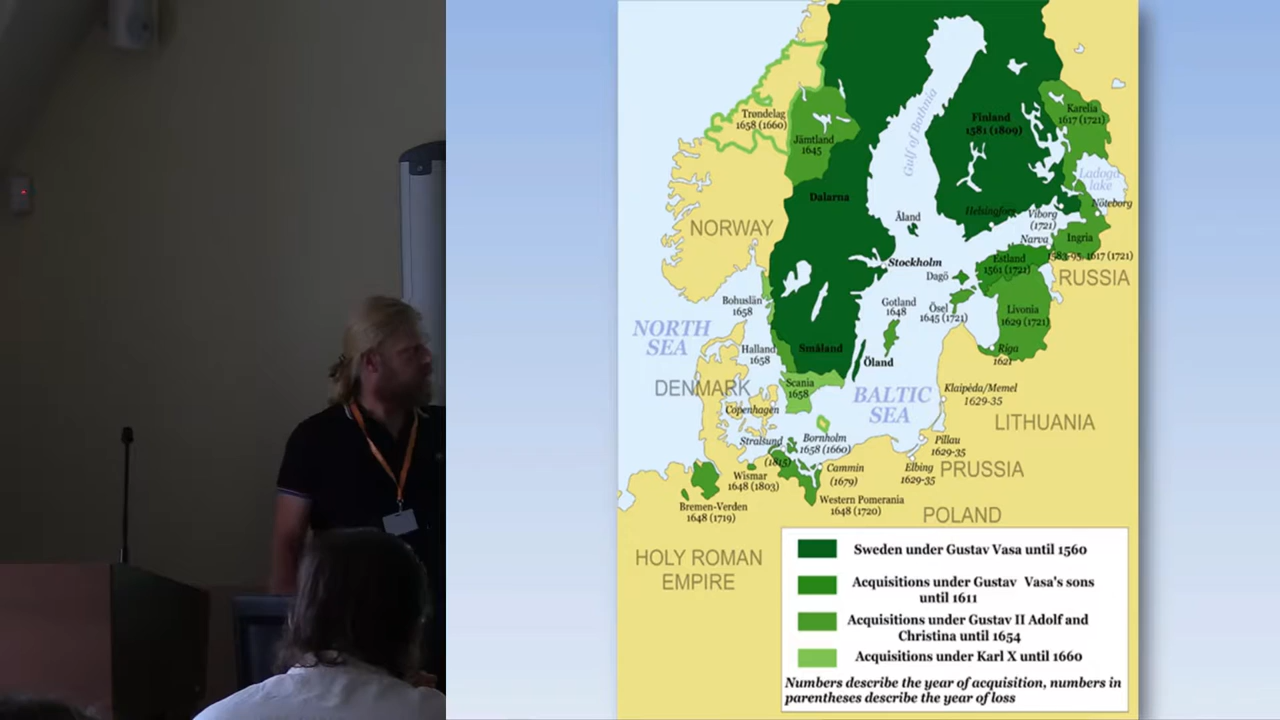 Trøndelag
1658 (1660)
Jämtland
1645
Gulf of Bothnia
Finland
1581 (1809)
Karelia
1617 (1721)
Ladoga
lake
Nöteborg
Dalarna
NORWAY
Åland
Helsingfors
Viborg
(1721)
Narva
Ingria
1583-95, 1617 (1721)
Stockholm
Estland
1561 (1721)
Dagö
RUSSIA
Bohuslän
1658
Gotland
1648
Ösel
1645 (1721)
Livonia
1629 (1721)
NORTH
SEA
Halland
1658
Småland
Öland
Riga
1621
DENMARK
Scania
1658
BALTIC
SEA
Klaipėda/Memel
1629-35
Copenhagen
LITHUANIA
Stralsund
(1815)
Bornholm
1658 (1660)
Pillau
1629-35
Wismar
1648 (1803)
Cammin
(1679)
Elbing
1629-35
PRUSSIA
Bremen-Verden
1648 (1719)
Western Pomerania
1648 (1720)
POLAND
HOLY ROMAN
EMPIRE
Sweden under Gustav Vasa until 1560
Acquisitions under Gustav Vasa's sons
until 1611
Acquisitions under Gustav II Adolf and
Christina until 1654
Acquisitions under Karl X until 1660
Numbers describe the year of acquisition, numbers in
parentheses describe the year of loss